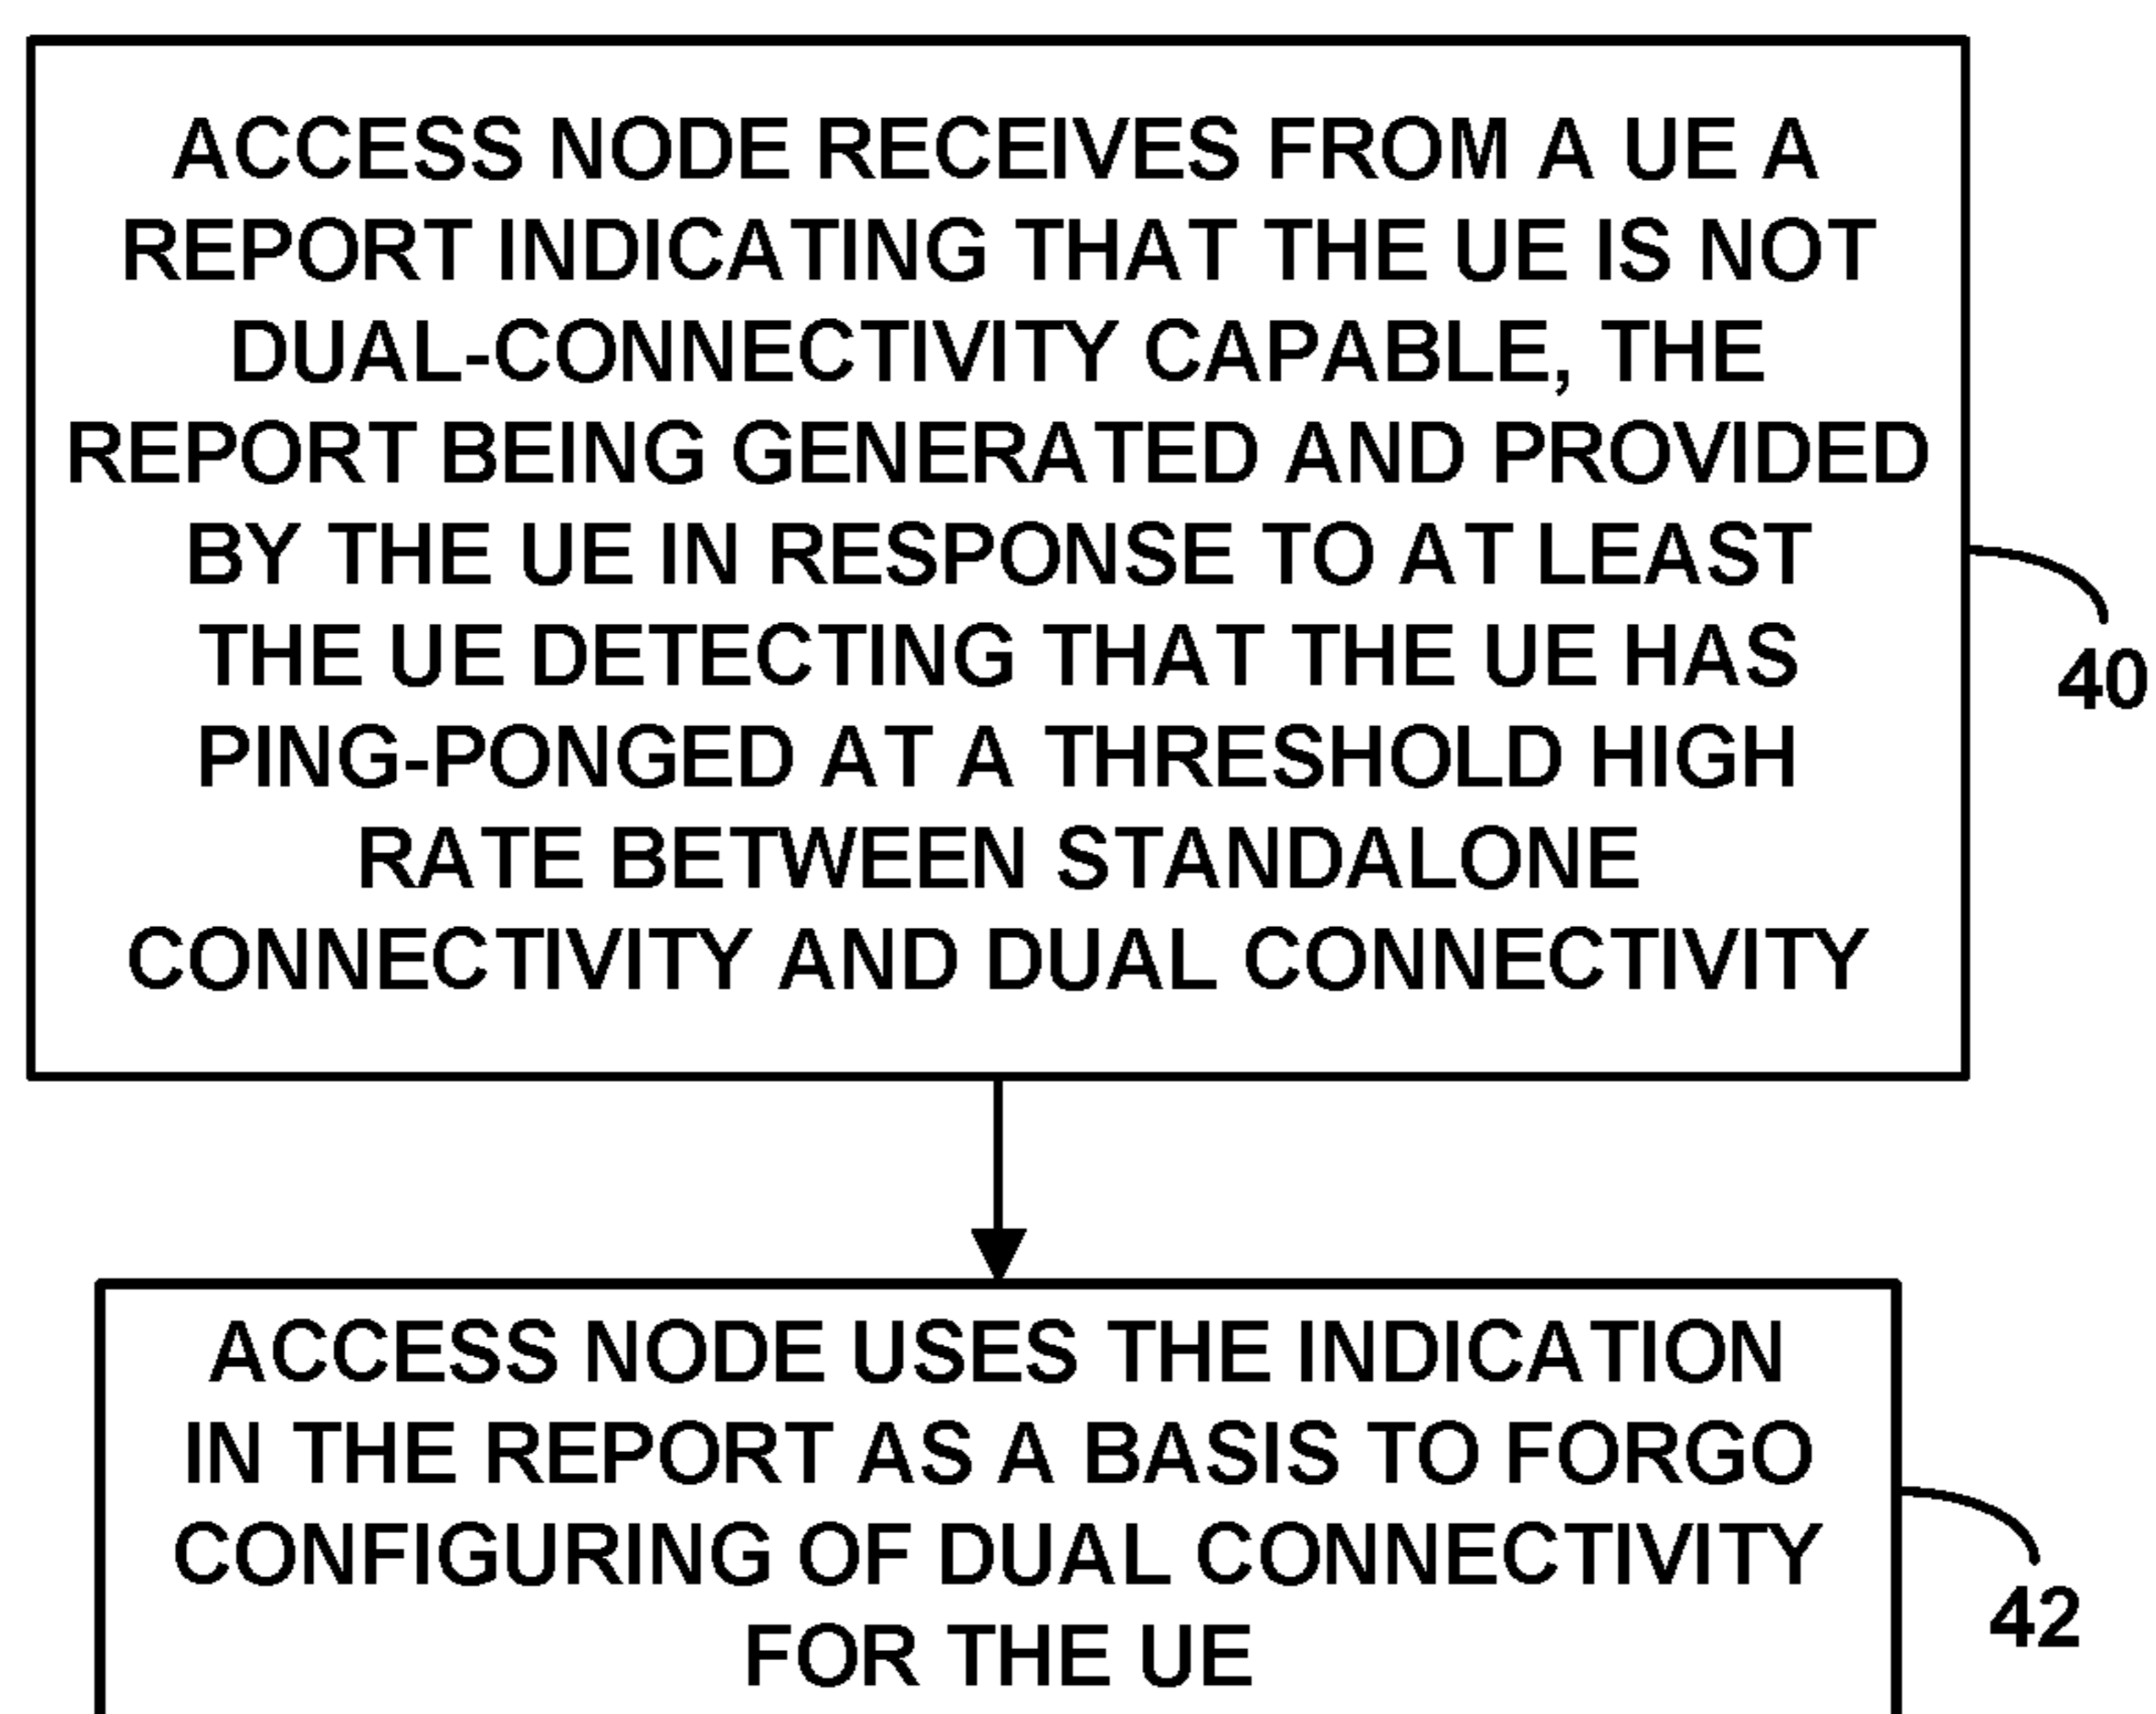 ACCESS NODE RECEIVES FROM A UE A
REPORT INDICATING THAT THE UE IS NOT
DUAL-CONNECTIVITY CAPABLE, THE
REPORT BEING GENERATED AND PROVIDED
BY THE UE IN RESPONSE TO AT LEAST
THE UE DETECTING THAT THE UE HAS
PING-PONGED AT A THRESHOLD HIGH
RATE BETWEEN STANDALONE
CONNECTIVITY AND DUAL CONNECTIVITY
40
ACCESS NODE USES THE INDICATION
IN THE REPORT AS A BASIS TO FORGO
CONFIGURING OF DUAL CONNECTIVITY
FOR THE UE
42